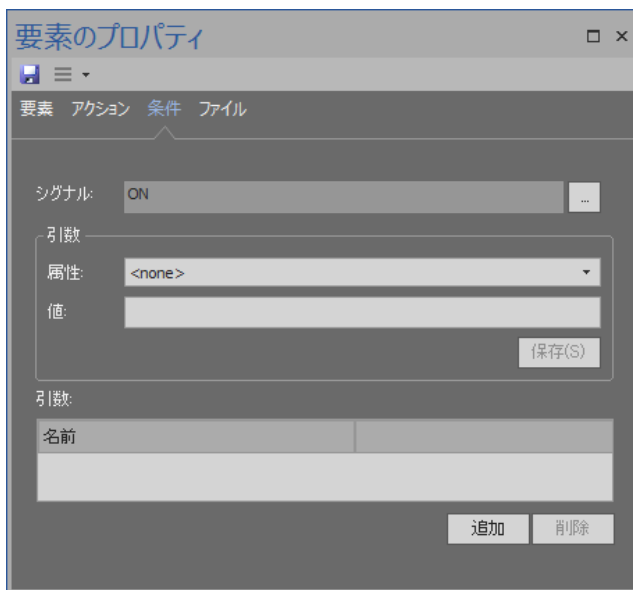 要素のプロパティ
要素 アクション 条件 ファイル
シグナル: ON ...
引数
属性: <none>
値:
保存(S)
引数:
名前
追加 削除